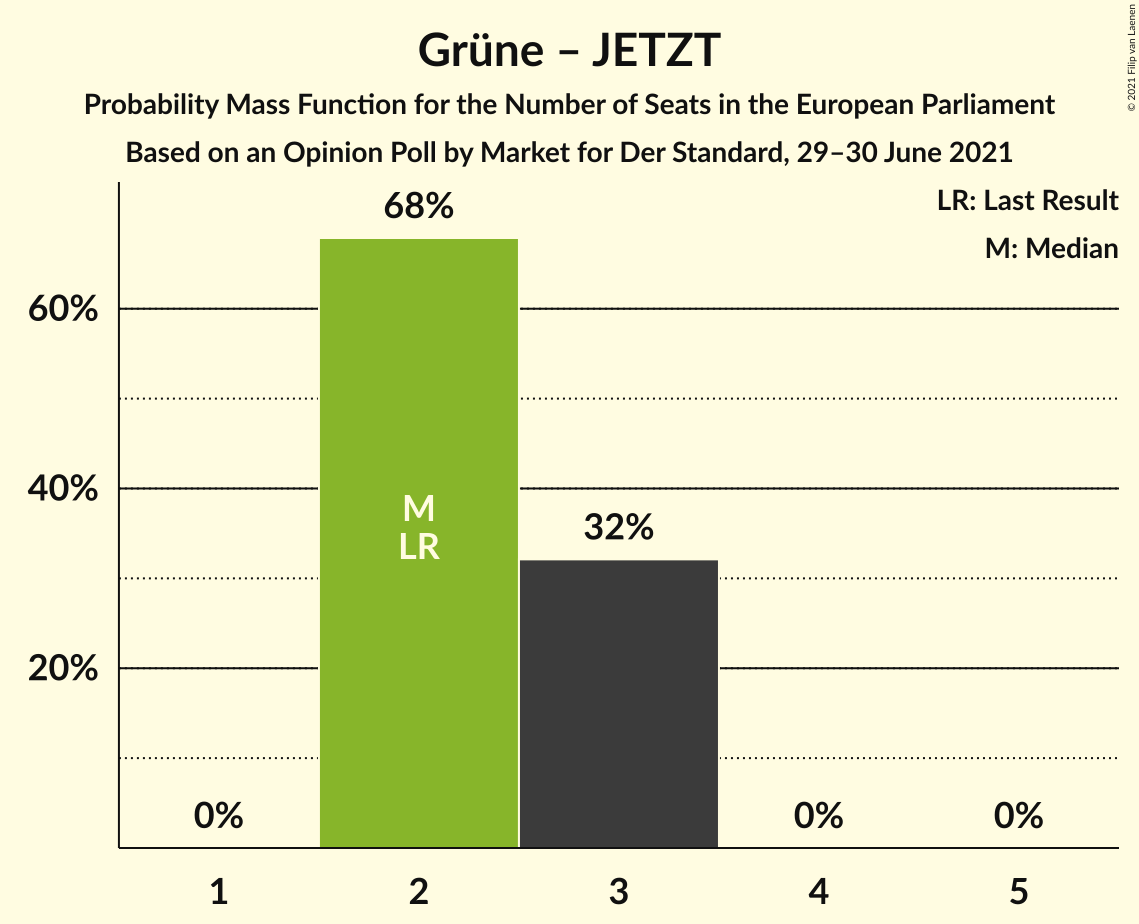 Grüne – JETZT
Probability Mass Function for the Number of Seats in the European Parliament
Based on an Opinion Poll by Market for Der Standard, 29–30 June 2021
© 2021 Filip van Laenen
LR: Last Result
M: Median
68%
60%
40%
M
LR
32%
20%
0%
0%
0%
1
2
3
4
5